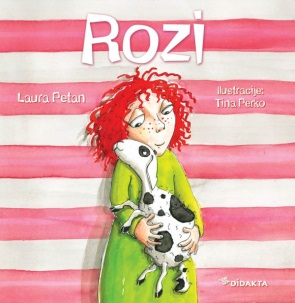 Rozi
Laura Petan
Ilustracije:
Tina Perko
DIDAKTA